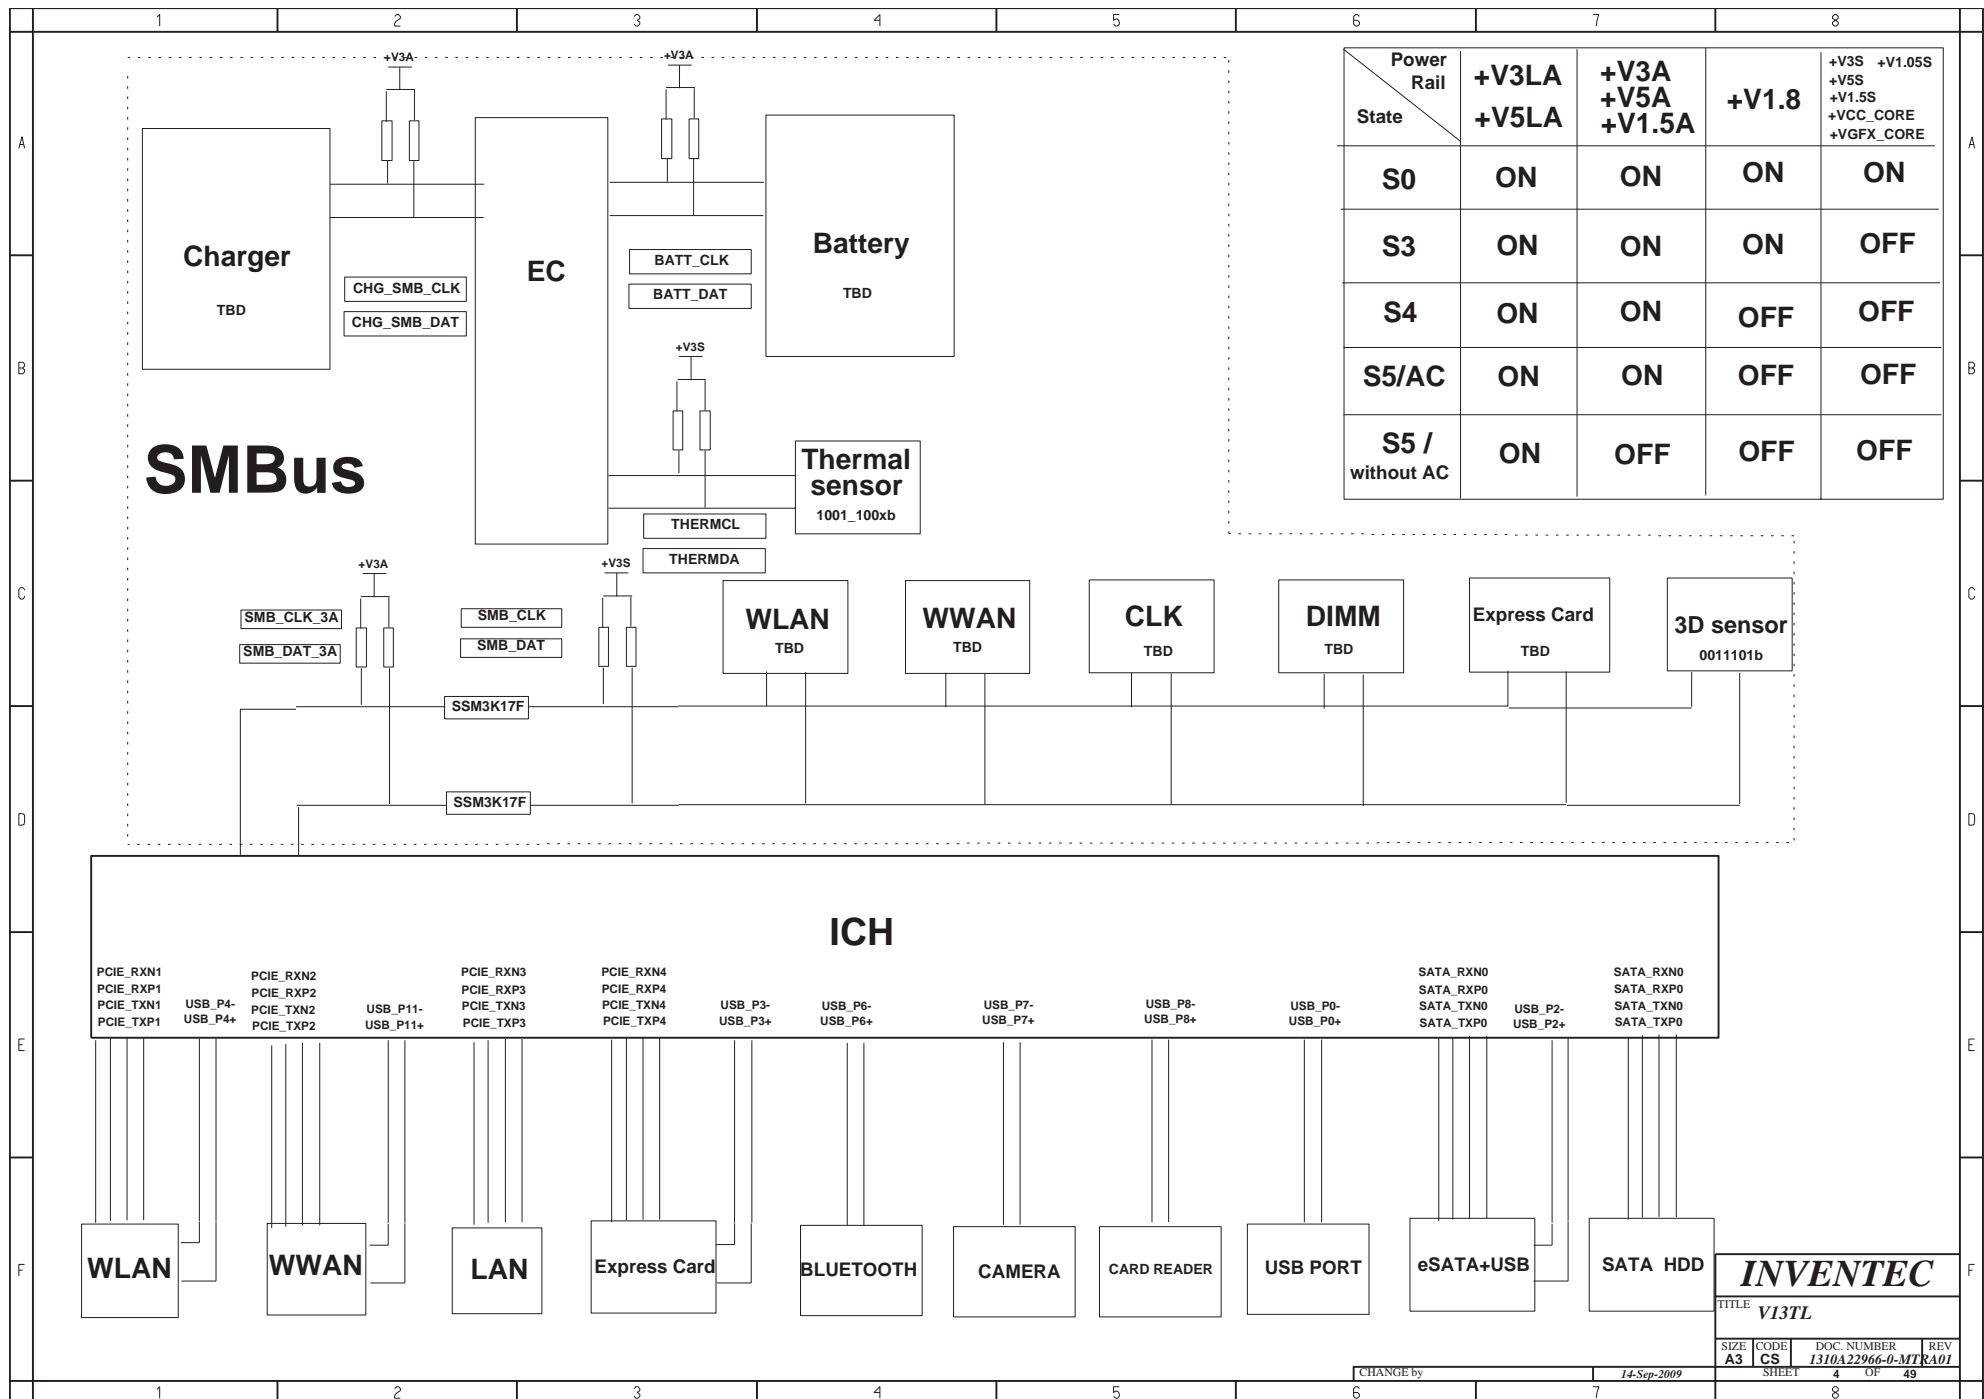 1 2 3 4 5 6 7 8
A
B
C
D
E
F
A
B
C
D
E
F
+V3A
+V3A
Charger
TBD
CHG_SMB_CLK
CHG_SMB_DAT
EC
BATT_CLK
BATT_DAT
Battery
TBD
+V3S
SMBus
Thermal
sensor
1001_100xb
THERMCL
THERMDA
Power
Rail
State
+V3LA
+V5LA
+V3A
+V5A
+V1.5A
+V1.8
+V3S +V1.05S
+V5S
+V1.5S
+VCC_CORE
+VGFX_CORE
S0 ON ON ON ON
S3 ON ON ON OFF
S4 ON ON OFF OFF
S5/AC ON ON OFF OFF
S5 /
without AC
ON OFF OFF OFF
+V3A
SMB_CLK_3A
SMB_DAT_3A
SMB_CLK
SMB_DAT
+V3S
WLAN
TBD
WWAN
TBD
CLK
TBD
DIMM
TBD
Express Card
TBD
3D sensor
0011101b
SSM3K17F
SSM3K17F
ICH
PCIE_RXN1
PCIE_RXP1
PCIE_TXN1
PCIE_TXP1
USB_P4-
USB_P4+
PCIE_RXN2
PCIE_RXP2
PCIE_TXN2
PCIE_TXP2
USB_P11-
USB_P11+
PCIE_RXN3
PCIE_RXP3
PCIE_TXN3
PCIE_TXP3
PCIE_RXN4
PCIE_RXP4
PCIE_TXN4
PCIE_TXP4
USB_P3-
USB_P3+
USB_P6-
USB_P6+
USB_P7-
USB_P7+
USB_P8-
USB_P8+
USB_P0-
USB_P0+
SATA_RXN0
SATA_RXP0
SATA_TXN0
SATA_TXP0
USB_P2-
USB_P2+
SATA_RXN0
SATA_RXP0
SATA_TXN0
SATA_TXP0
WLAN
WWAN
LAN
Express Card
BLUETOOTH
CAMERA
CARD READER
USB PORT
eSATA+USB
SATA HDD
INVENTEC
TITLE V13TL
SIZE CODE DOC. NUMBER REV
A3 CS 1310A22966-0-MTR A01
CHANGE by 14-Sep-2009 SHEET 4 OF 49
1 2 3 4 5 6 7 8